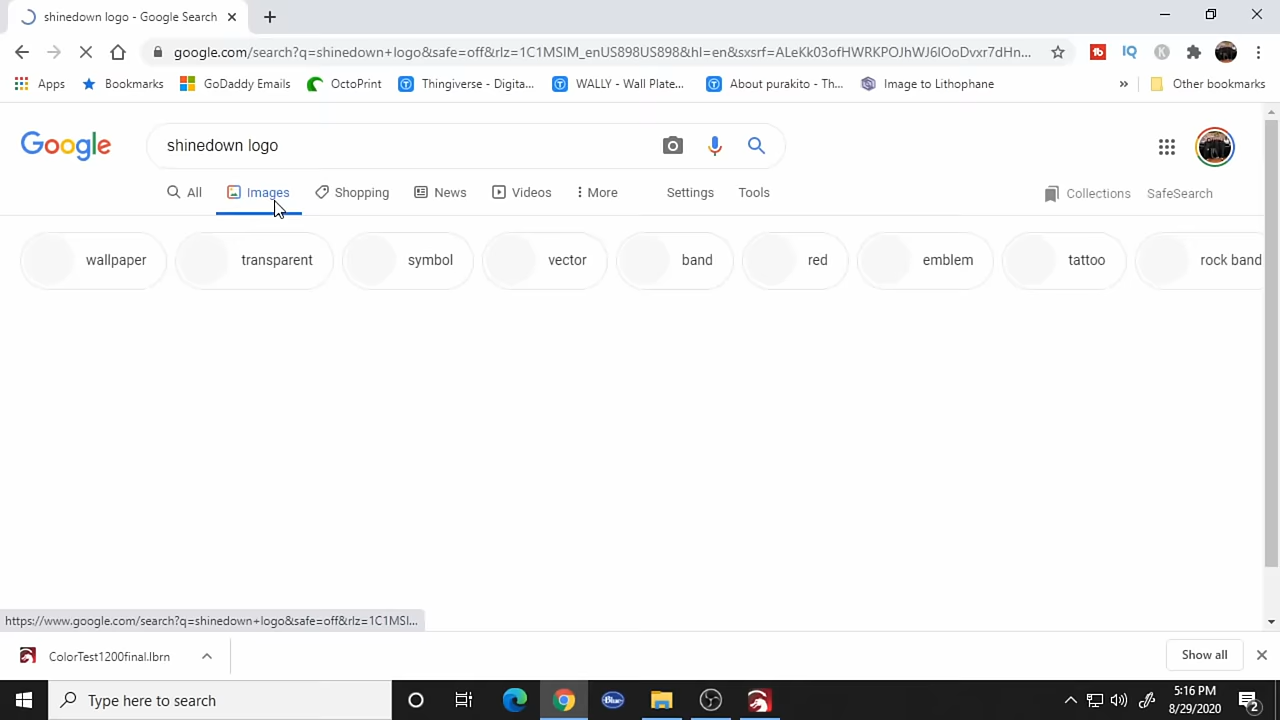 shinedown logo - Google Search
google.com/search?q=shinedown+logo&safe=off&rlz=1C1MSIM_enUS898US898&hl=en&sxsrf=ALeKk03ofHWRKPOJhWJ6IOoDvxr7dHn...
Apps Bookmarks GoDaddy Emails OctoPrint Thingiverse - Digita... WALLY - Wall Plate... About purakito - Th... Image to Lithophane » Other bookmarks
Google shinedown logo
All Images Shopping News Videos More Settings Tools Collections SafeSearch
wallpaper transparent symbol vector band red emblem tattoo rock band
https://www.google.com/search?q=shinedown+logo&safe=off&rlz=1C1MSI...
ColorTest1200final.lbrn Show all
Type here to search
5:16 PM
8/29/2020
2